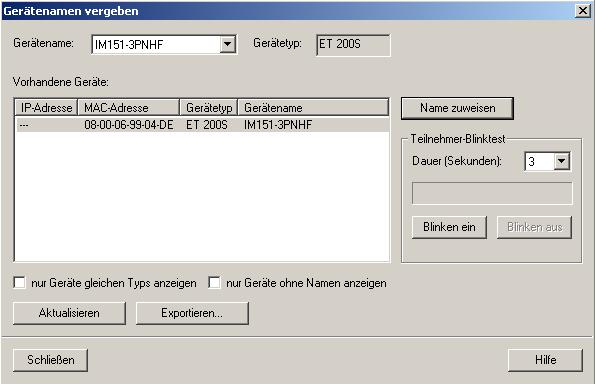 Gerätenamen vergeben
Gerätename: IM151-3PNHF Gerätetyp: ET 200S
Vorhandene Geräte:
IP-Adresse MAC-Adresse Gerätetyp Gerätename
--- 08-00-06-99-04-DE ET 200S IM151-3PNHF
Name zuweisen
Teilnehmer-Blinktest
Dauer (Sekunden): 3
Blinken ein Blinken aus
nur Geräte gleichen Typs anzeigen nur Geräte ohne Namen anzeigen
Aktualisieren Exportieren...
Schließen Hilfe